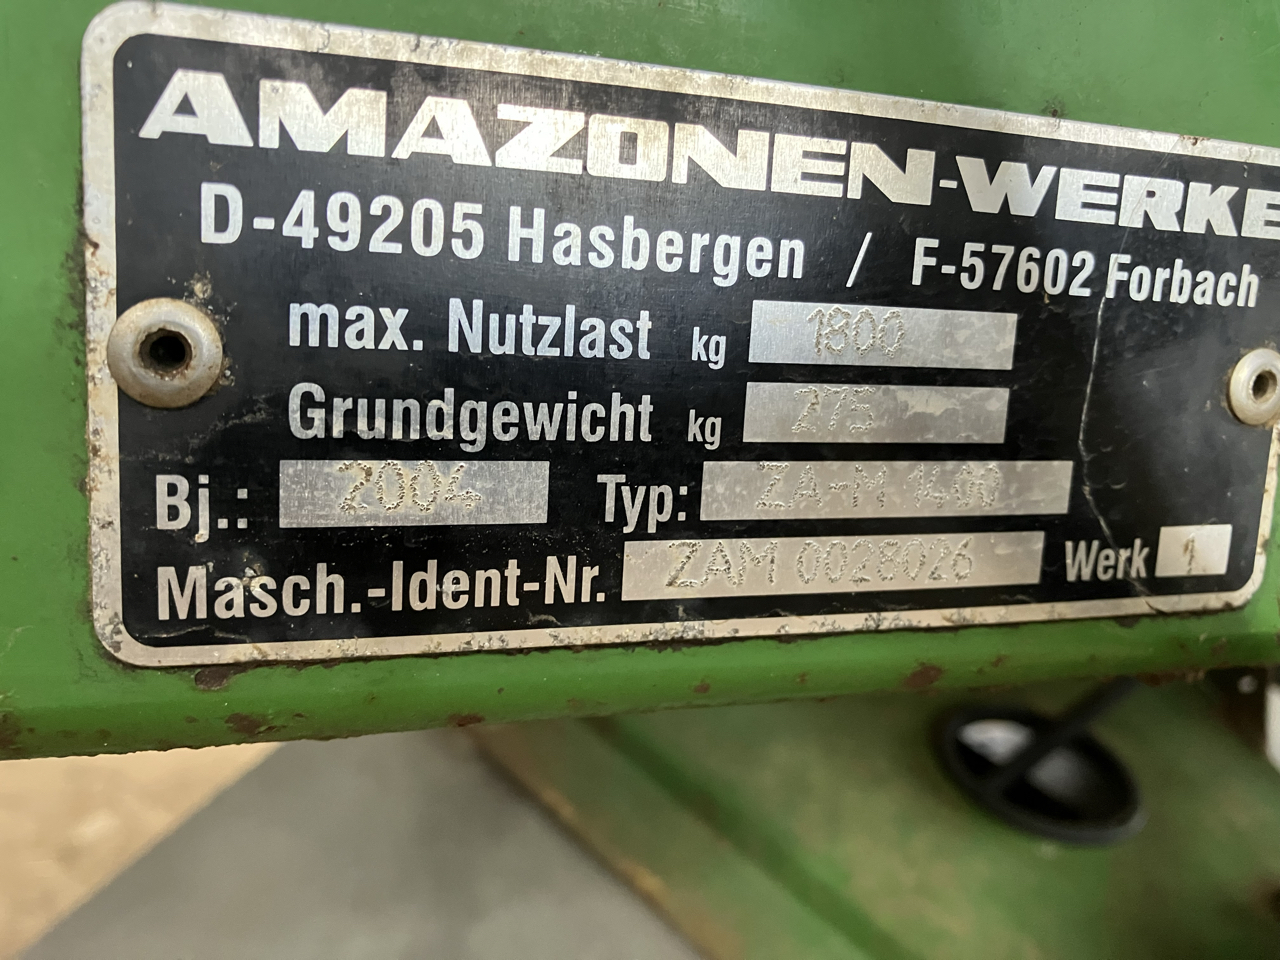 AMAZONEN-WERKE
D-49205 Hasbergen / F-57602 Forbach
max. Nutzlast kg 1800
Grundgewicht kg 275
Bj.: 2004 Typ: ZA-M 1400
Masch.-Ident-Nr. ZAM 0028026 Werk 1